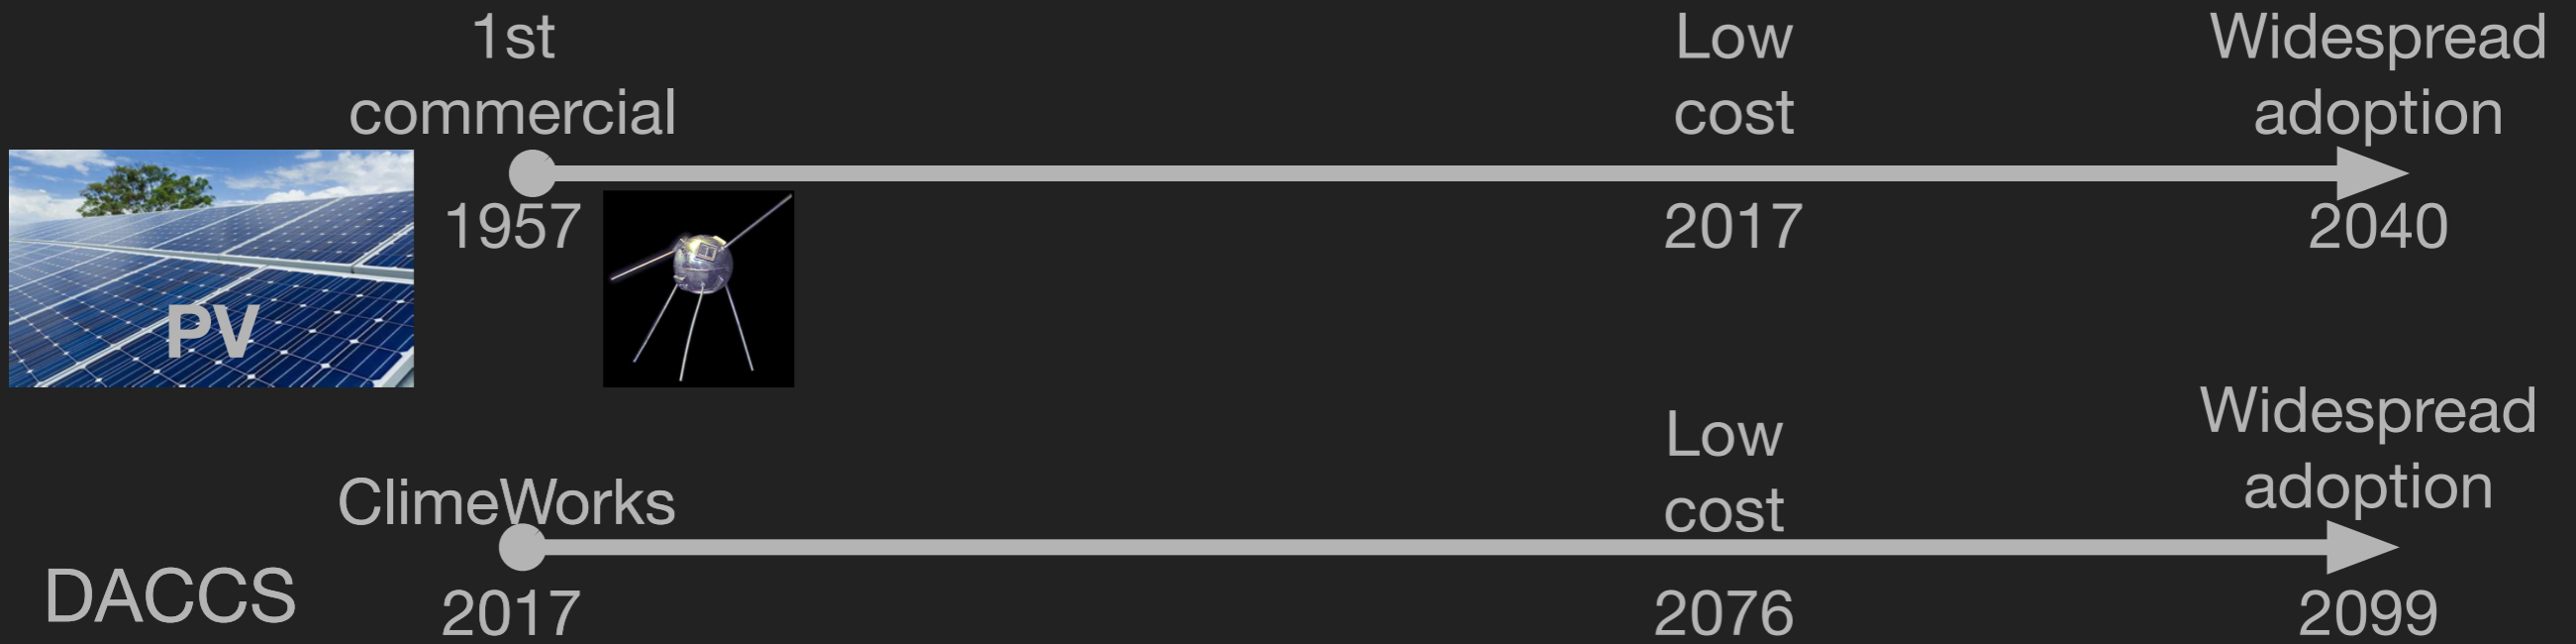 1st
commercial
Low
cost
Widespread
adoption
1957
2017
2040
PV
ClimeWorks
Low
cost
Widespread
adoption
DACCS
2017
2076
2099